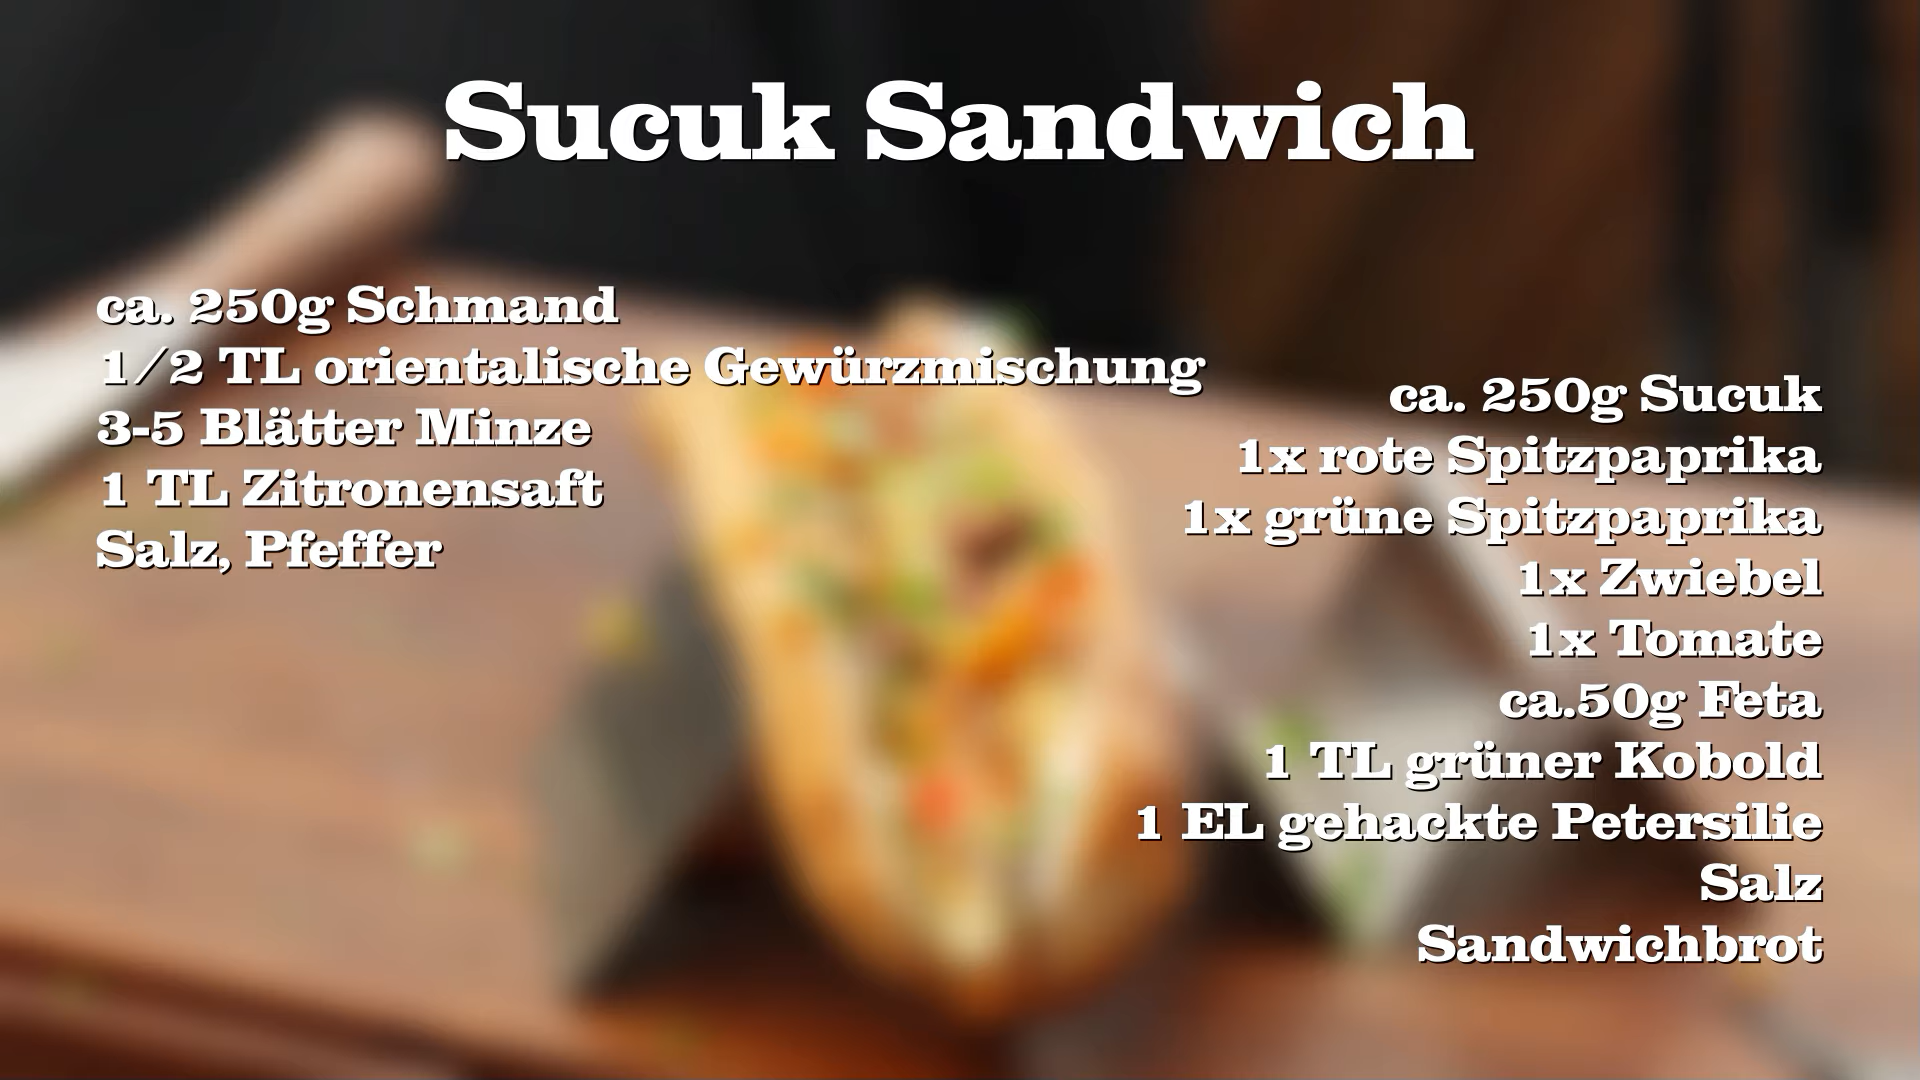 Sucuk Sandwich
ca. 250g Schmand
1/2 TL orientalische Gewürzmischung
3-5 Blätter Minze
1 TL Zitronensaft
Salz, Pfeffer
ca. 250g Sucuk
1x rote Spitzpaprika
1x grüne Spitzpaprika
1x Zwiebel
1x Tomate
ca.50g Feta
1 TL grüner Kobold
1 EL gehackte Petersilie
Salz
Sandwichbrot